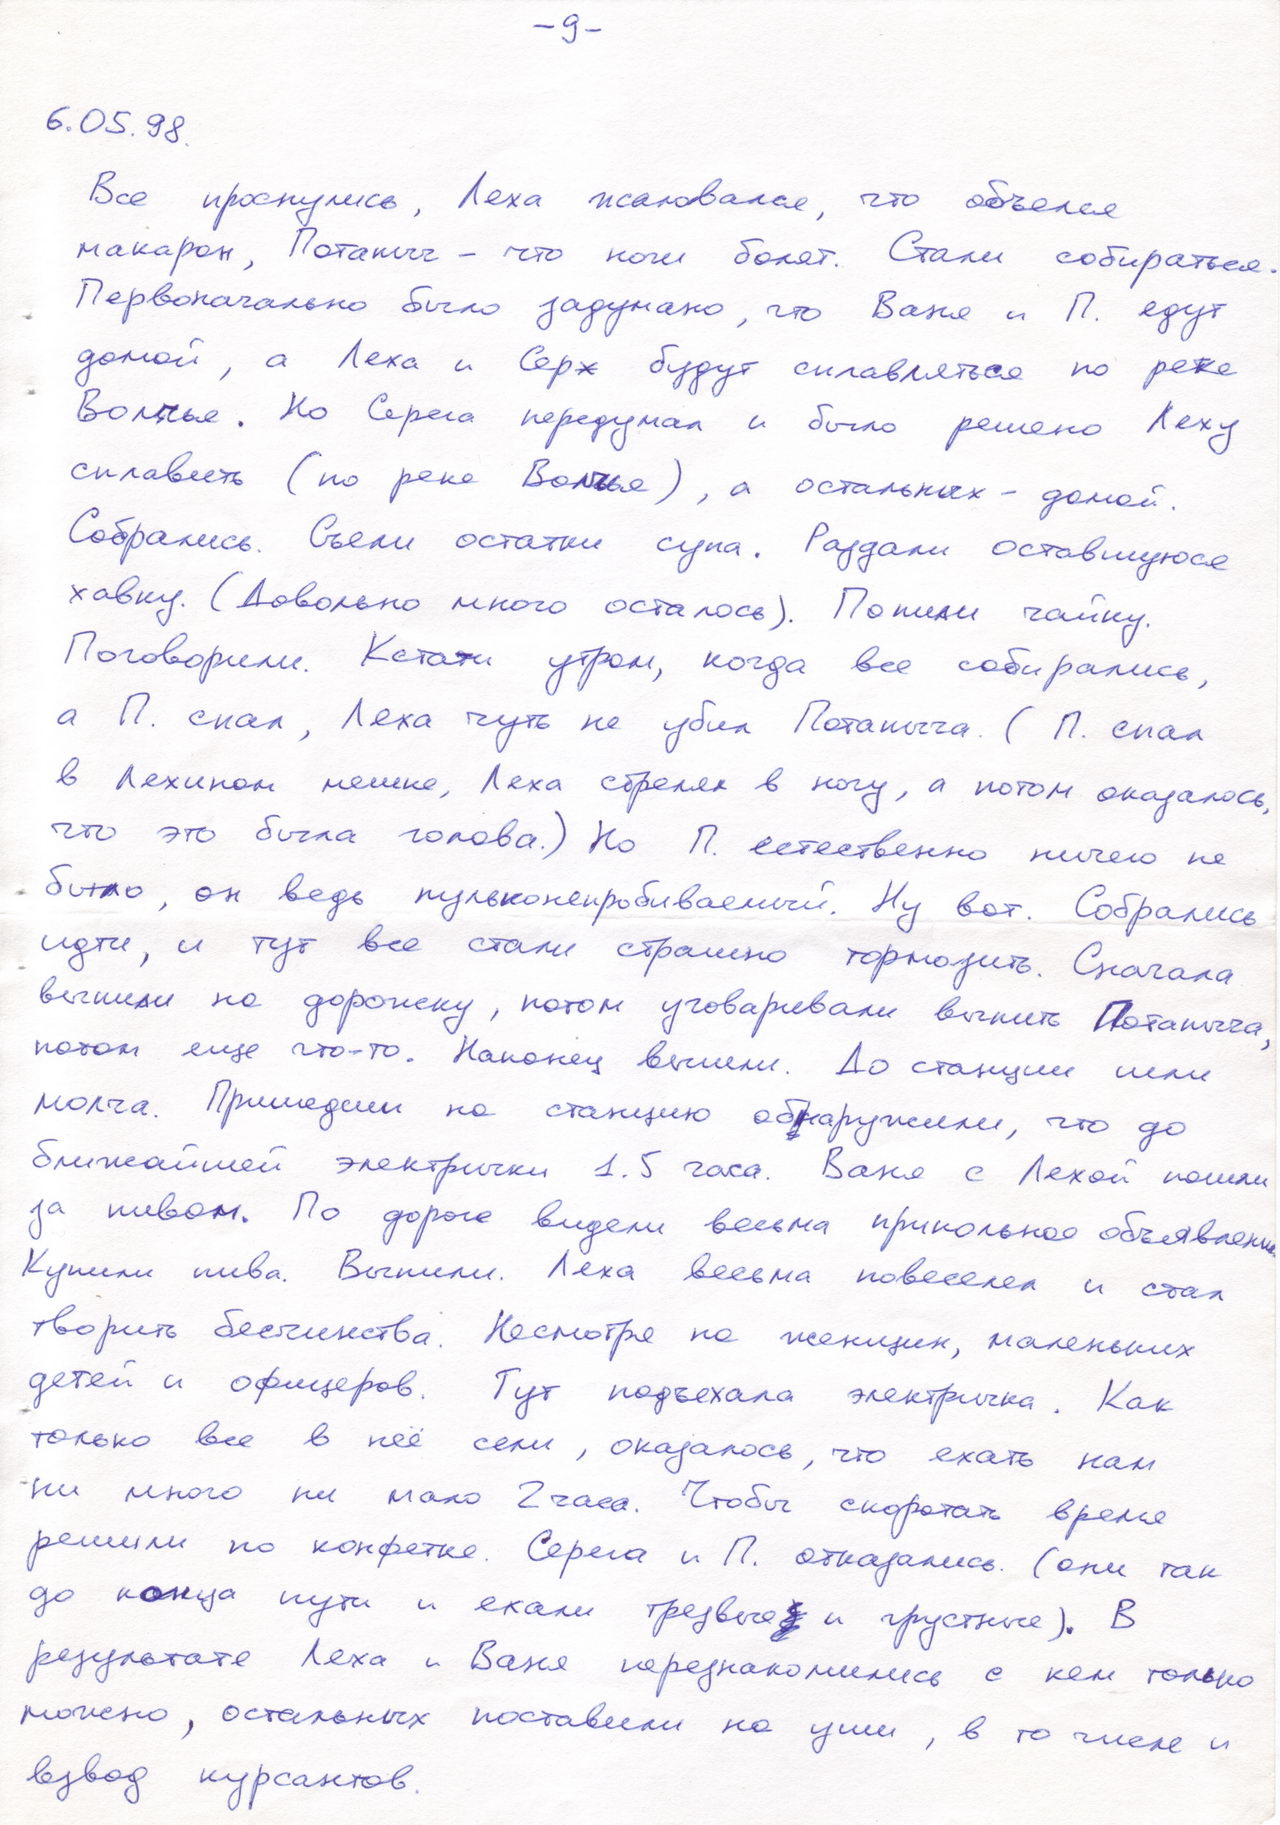 -9-
6.05.98.
Все проснулись, Леха жаловался, что объелся
макарон, Потапыч - что ноги болят. Стали собираться.
Первоначально было задумано, что Ваня и П. едут
домой, а Леха и Серж будут сплавляться по реке
Волчья. Но Серега передумал и было решено Леху
сплавить (по реке Волчья), а остальных - домой.
Собрались. Съели остатки супа. Раздали оставшуюся
хавку. (Довольно много осталось). Попили чайку.
Поговорили. Кстати утром, когда все собирались,
а П. спал, Леха чуть не убил Потапыча. (П. спал
в Лехином мешке, Леха стрелял в ногу, а потом оказалось,
что это была голова.) Но П. естественно ничего не
было, он ведь пульконепробиваемый. Ну вот. Собрались
идти, и тут все стали страшно тормозить. Сначала
выпили на дорожку, потом уговаривали выпить Потапыча,
потом еще что-то. Наконец вышли. До станции шли
молча. Пришедши на станцию обнаружили, что до
ближайшей электрички 1.5 часа. Ваня с Лехой пошли
за пивом. По дороге видели весьма прикольное объявление.
Купили пива. Выпили. Леха весьма повеселел и стал
творить бесчинства. Несмотря на женщин, маленьких
детей и офицеров. Тут подъехала электричка. Как
только все в неё сели, оказалось, что ехать нам
ни много ни мало 2 часа. Чтобы скоротать время
решили по конфетке. Серега и П. отказались. (они так
до конца пути и ехали трезвые и грустные). В
результате Леха и Ваня перезнакомились с кем только
можно, остальных поставили на уши, в то числе и
взвод курсантов.